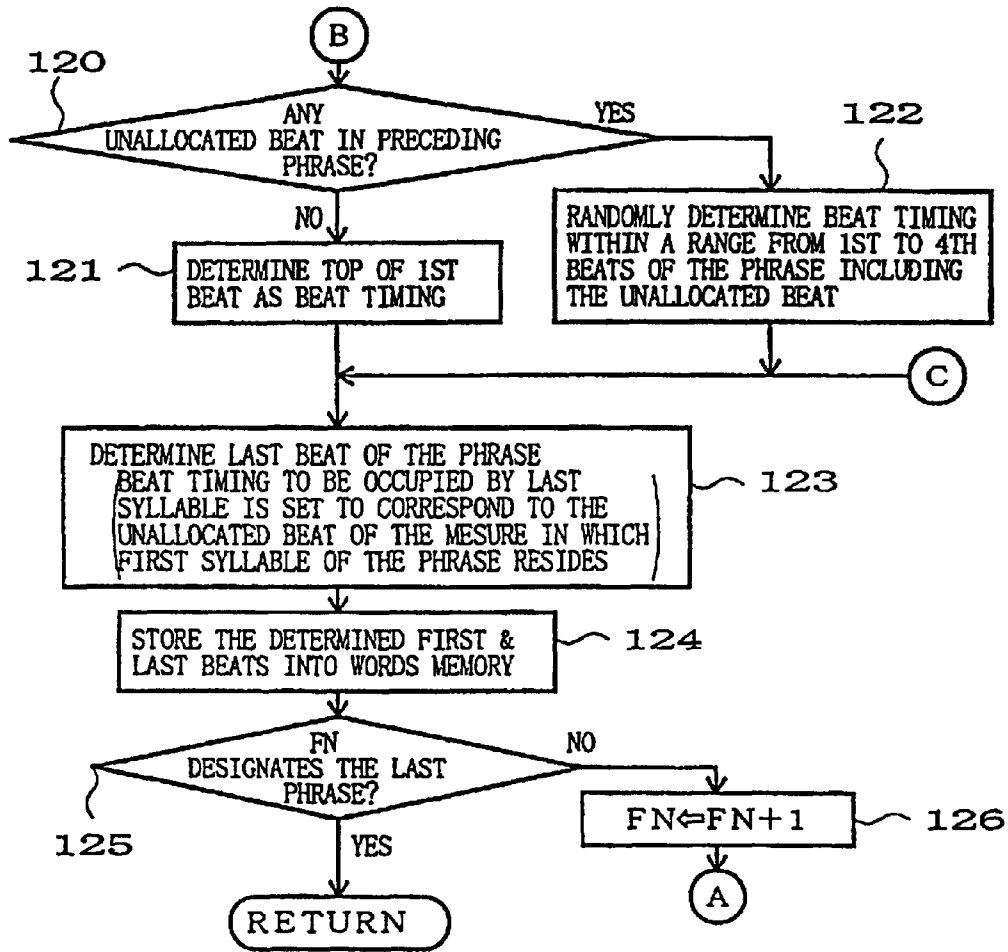 B
120
ANY
UNALLOCATED BEAT IN PRECEDING
PHRASE?
YES
NO
122
RANDOMLY DETERMINE BEAT TIMING
WITHIN A RANGE FROM 1ST TO 4TH
BEATS OF THE PHRASE INCLUDING
THE UNALLOCATED BEAT
121
DETERMINE TOP OF 1ST
BEAT AS BEAT TIMING
C
DETERMINE LAST BEAT OF THE PHRASE
(BEAT TIMING TO BE OCCUPIED BY LAST
SYLLABLE IS SET TO CORRESPOND TO THE
UNALLOCATED BEAT OF THE MESURE IN WHICH
FIRST SYLLABLE OF THE PHRASE RESIDES)
123
STORE THE DETERMINED FIRST &
LAST BEATS INTO WORDS MEMORY
124
FN
DESIGNATES THE LAST
PHRASE?
NO
125
YES
FN⇦FN+1
126
A
RETURN